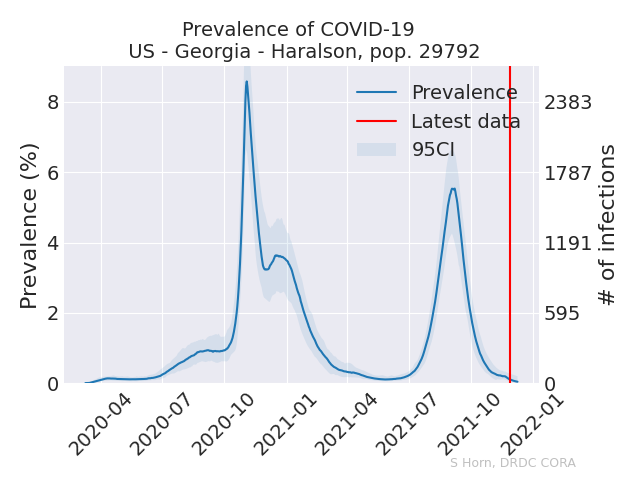 Prevalence of COVID-19
US - Georgia - Haralson, pop. 29792
Prevalence (%)
8
6
4
2
0
Prevalence
Latest data
95CI
2383
1787
1191
595
0
# of infections
2020-04
2020-07
2020-10
2021-01
2021-04
2021-07
2021-10
2022-01
S Horn, DRDC CORA